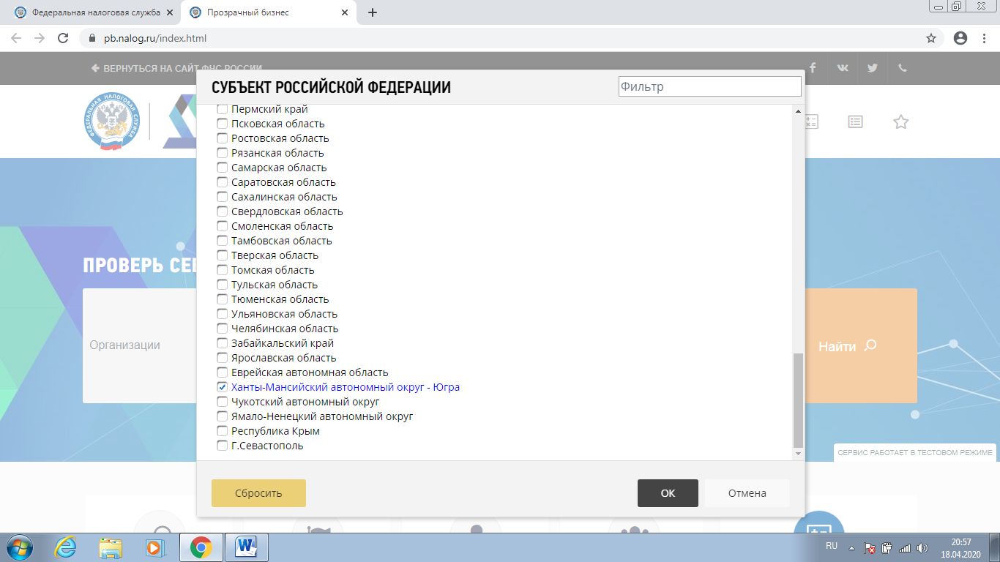 Федеральная налоговая служба
Прозрачный бизнес
pb.nalog.ru/index.html
ВЕРНУТЬСЯ НА САЙТ ФНС РОССИИ
СУБЪЕКТ РОССИЙСКОЙ ФЕДЕРАЦИИ
Фильтр
ФЕДЕРАЛЬНАЯ НАЛОГОВАЯ СЛУЖБА
Пермский край
Псковская область
Ростовская область
Рязанская область
Самарская область
Саратовская область
Сахалинская область
Свердловская область
Смоленская область
Тамбовская область
Тверская область
Томская область
Тульская область
Тюменская область
Ульяновская область
Челябинская область
Забайкальский край
Ярославская область
Еврейская автономная область
Ханты-Мансийский автономный округ - Югра
Чукотский автономный округ
Ямало-Ненецкий автономный округ
Республика Крым
Г.Севастополь
ПРОВЕРЬ СЕ
Организации
Найти
СЕРВИС РАБОТАЕТ В ТЕСТОВОМ РЕЖИМЕ
Сбросить
ОК
Отмена
RU
20:57
18.04.2020